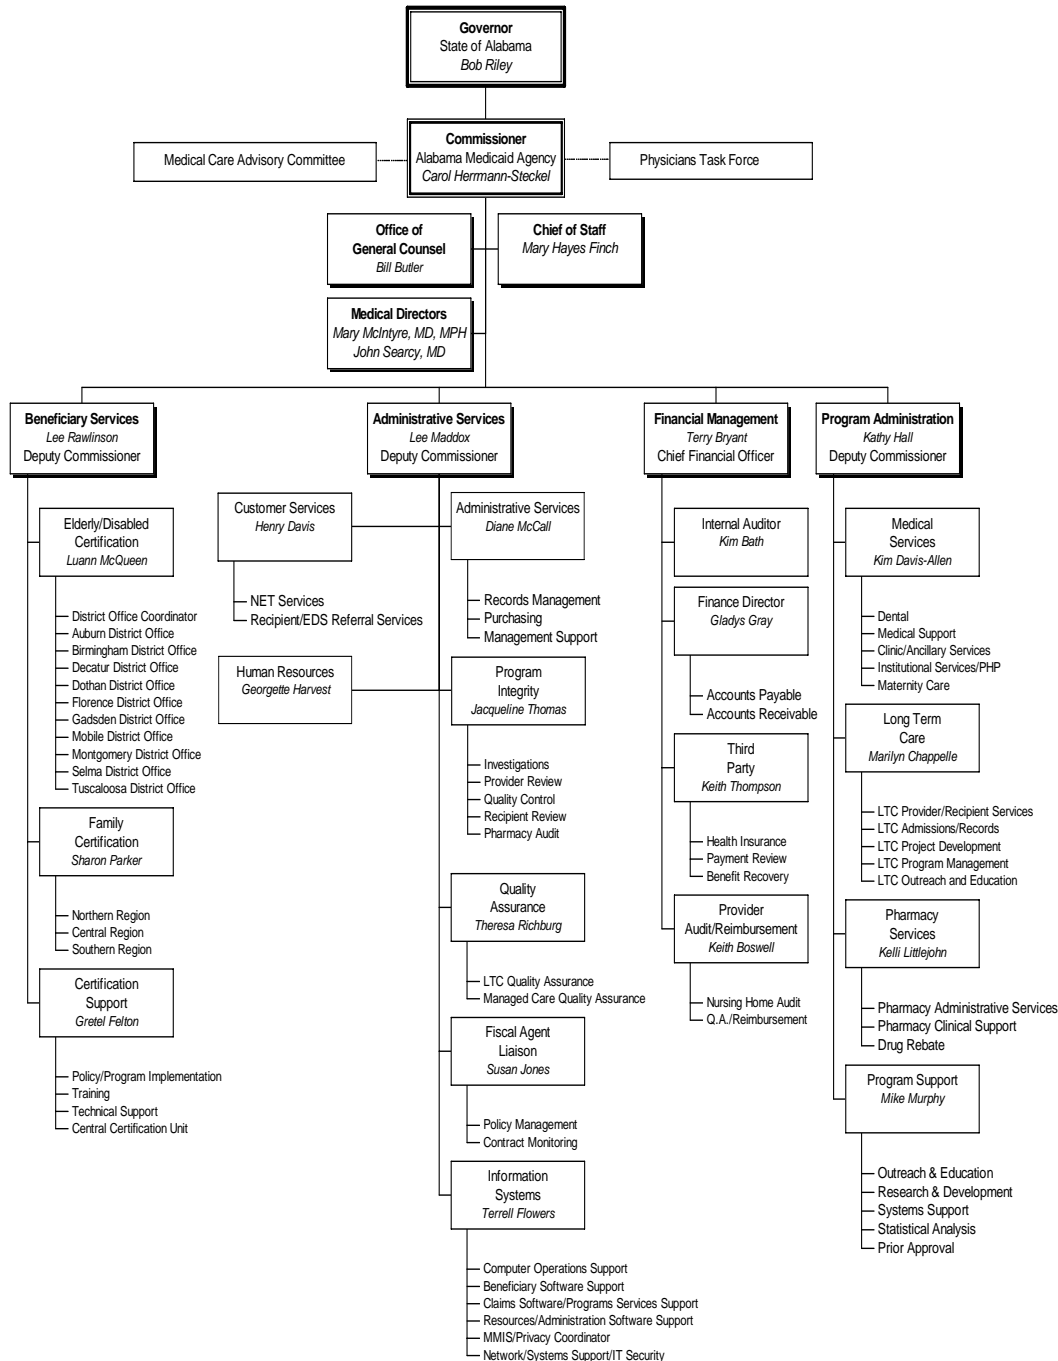 Governor
State of Alabama
Bob Riley
Commissioner
Alabama Medicaid Agency
Carol Herrmann-Steckel
Medical Care Advisory Committee
Physicians Task Force
Office of
General Counsel
Bill Butler
Chief of Staff
Mary Hayes Finch
Medical Directors
Mary McIntyre, MD, MPH
John Searcy, MD
Beneficiary Services
Lee Rawlinson
Deputy Commissioner
Elderly/Disabled
Certification
Luann McQueen
District Office Coordinator
Auburn District Office
Birmingham District Office
Decatur District Office
Dothan District Office
Florence District Office
Gadsden District Office
Mobile District Office
Montgomery District Office
Selma District Office
Tuscaloosa District Office
Family
Certification
Sharon Parker
Northern Region
Central Region
Southern Region
Certification
Support
Gretel Felton
Policy/Program Implementation
Training
Technical Support
Central Certification Unit
Administrative Services
Lee Maddox
Deputy Commissioner
Customer Services
Henry Davis
NET Services
Recipient/EDS Referral Services
Human Resources
Georgette Harvest
Administrative Services
Diane McCall
Records Management
Purchasing
Management Support
Program
Integrity
Jacqueline Thomas
Investigations
Provider Review
Quality Control
Recipient Review
Pharmacy Audit
Quality
Assurance
Theresa Richburg
LTC Quality Assurance
Managed Care Quality Assurance
Fiscal Agent
Liaison
Susan Jones
Policy Management
Contract Monitoring
Information
Systems
Terrell Flowers
Computer Operations Support
Beneficiary Software Support
Claims Software/Programs Services Support
Resources/Administration Software Support
MMIS/Privacy Coordinator
Network/Systems Support/IT Security
Financial Management
Terry Bryant
Chief Financial Officer
Internal Auditor
Kim Bath
Finance Director
Gladys Gray
Accounts Payable
Accounts Receivable
Third
Party
Keith Thompson
Health Insurance
Payment Review
Benefit Recovery
Provider
Audit/Reimbursement
Keith Boswell
Nursing Home Audit
Q.A./Reimbursement
Program Administration
Kathy Hall
Deputy Commissioner
Medical
Services
Kim Davis-Allen
Dental
Medical Support
Clinic/Ancillary Services
Institutional Services/PHP
Maternity Care
Long Term
Care
Marilyn Chappelle
LTC Provider/Recipient Services
LTC Admissions/Records
LTC Project Development
LTC Program Management
LTC Outreach and Education
Pharmacy
Services
Kelli Littlejohn
Pharmacy Administrative Services
Pharmacy Clinical Support
Drug Rebate
Program Support
Mike Murphy
Outreach & Education
Research & Development
Systems Support
Statistical Analysis
Prior Approval